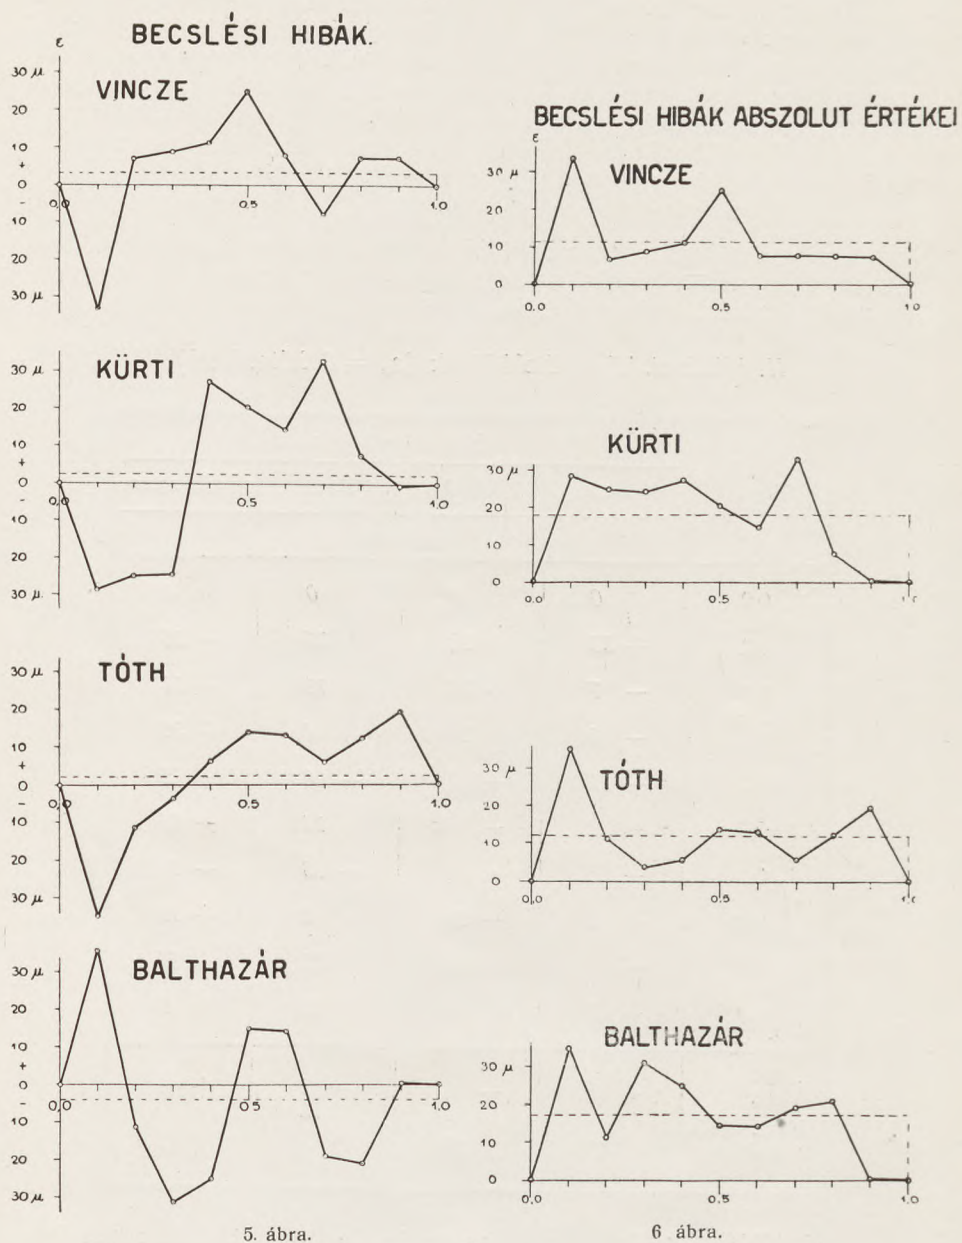 BECSLÉSI HIBÁK.
ε
VINCZE
30 μ
20
10
+
0
−
10
20
30 μ
0,0
0.5
1.0
KÜRTI
30 μ
20
10
+
0
−
10
20
30 μ
0,0
0.5
1.0
TÓTH
30 μ
20
10
+
0
−
10
20
30 μ
0,0
0.5
1.0
BALTHAZÁR
30 μ
20
10
+
0
−
10
20
30 μ
0,0
0.5
1.0
5. ábra.
BECSLÉSI HIBÁK ABSZOLUT ÉRTÉKEI
ε
VINCZE
30 μ
20
10
0
0.0
0.5
1.0
KÜRTI
30 μ
20
10
0
0.0
0.5
TÓTH
30 μ
20
10
0
0,0
0.5
BALTHAZÁR
30 μ
20
10
0
0,0
0.5
1.0
6 ábra.